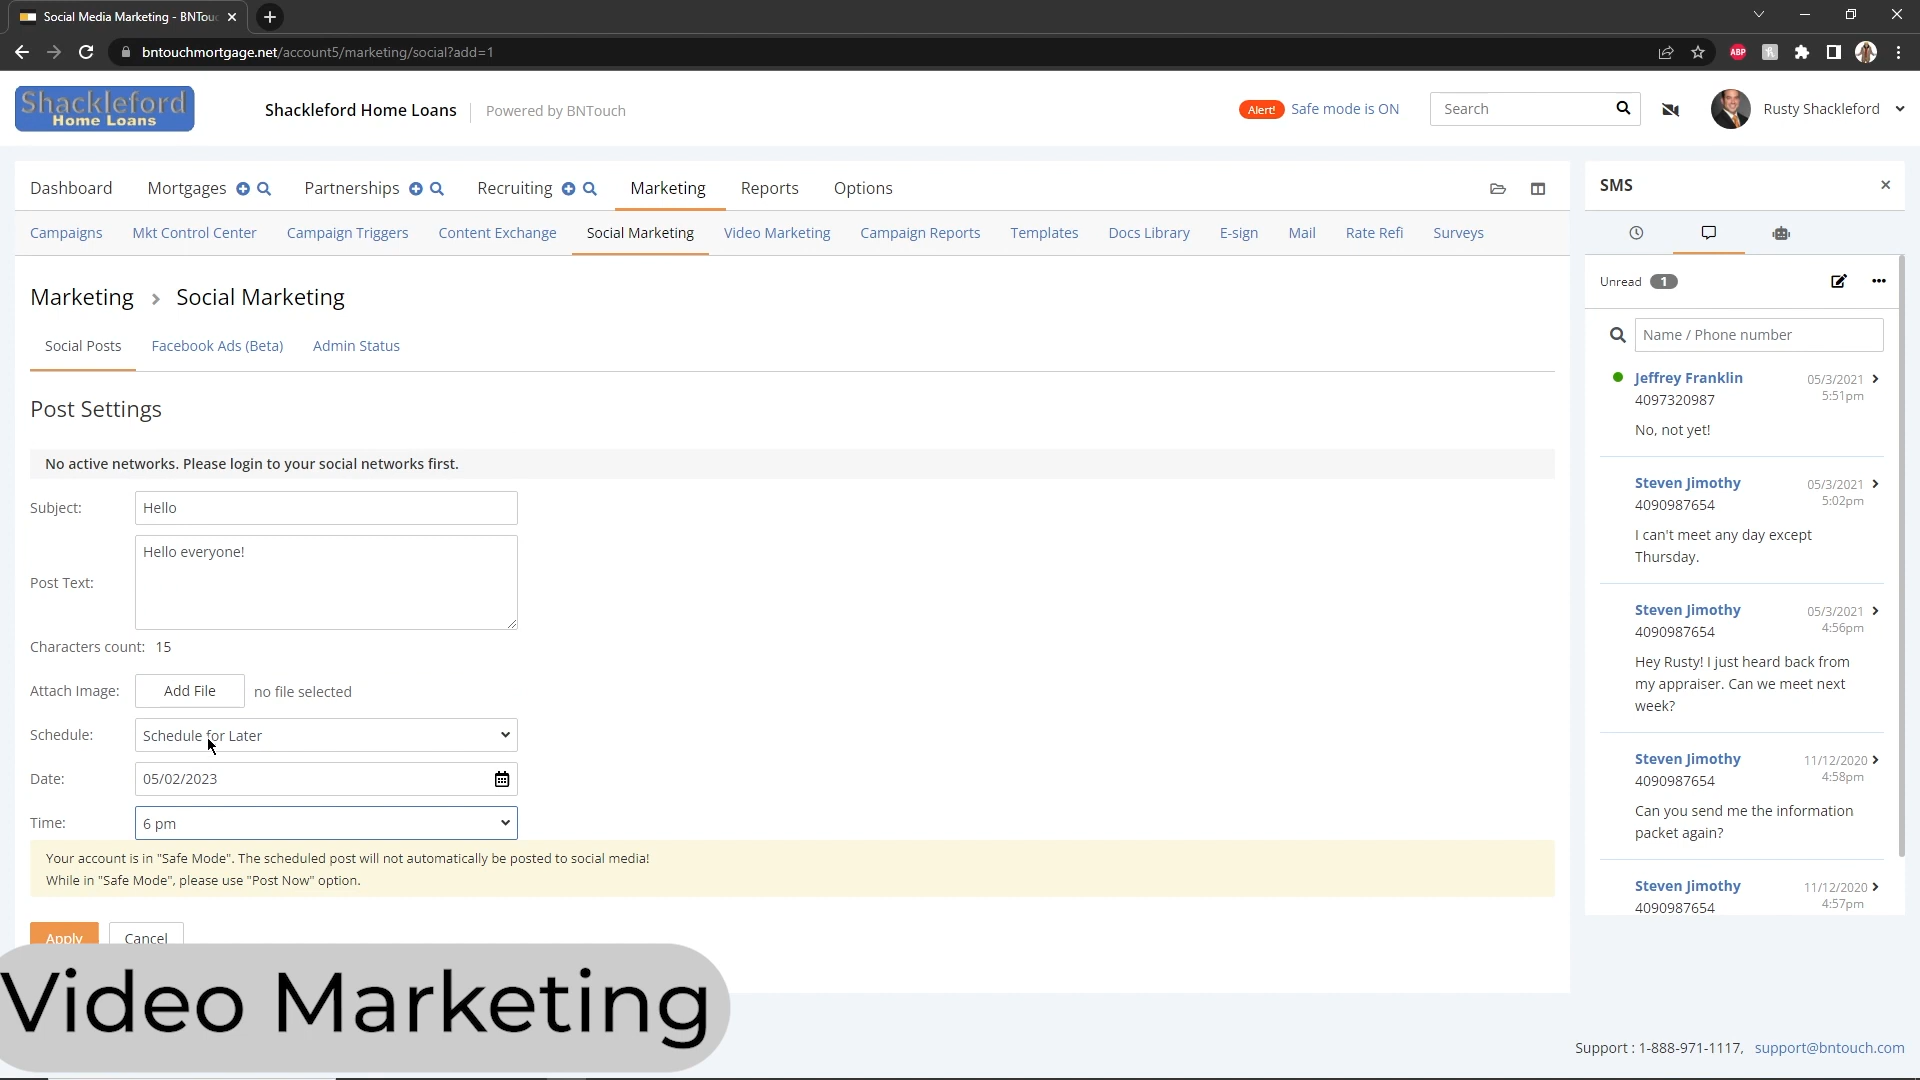 Social Media Marketing - BNTouc
bntouchmortgage.net/account5/marketing/social?add=1
ABP
Shackleford
Home Loans
Shackleford Home Loans
Powered by BNTouch
Alert! Safe mode is ON
Search
Rusty Shackleford
Dashboard Mortgages Partnerships Recruiting Marketing Reports Options
Campaigns Mkt Control Center Campaign Triggers Content Exchange Social Marketing Video Marketing Campaign Reports Templates Docs Library E-sign Mail Rate Refi Surveys
Marketing > Social Marketing
Social Posts Facebook Ads (Beta) Admin Status
Post Settings
No active networks. Please login to your social networks first.
Subject: Hello
Post Text: Hello everyone!
Characters count: 15
Attach Image: Add File no file selected
Schedule: Schedule for Later
Date: 05/02/2023
Time: 6 pm
Your account is in "Safe Mode". The scheduled post will not automatically be posted to social media!
While in "Safe Mode", please use "Post Now" option.
Apply Cancel
Video Marketing
SMS
Unread 1
Name / Phone number
Jeffrey Franklin 05/3/2021
4097320987 5:51pm
No, not yet!
Steven Jimothy 05/3/2021
4090987654 5:02pm
I can't meet any day except
Thursday.
Steven Jimothy 05/3/2021
4090987654 4:56pm
Hey Rusty! I just heard back from
my appraiser. Can we meet next
week?
Steven Jimothy 11/12/2020
4090987654 4:58pm
Can you send me the information
packet again?
Steven Jimothy 11/12/2020
4090987654 4:57pm
Support : 1-888-971-1117, support@bntouch.com